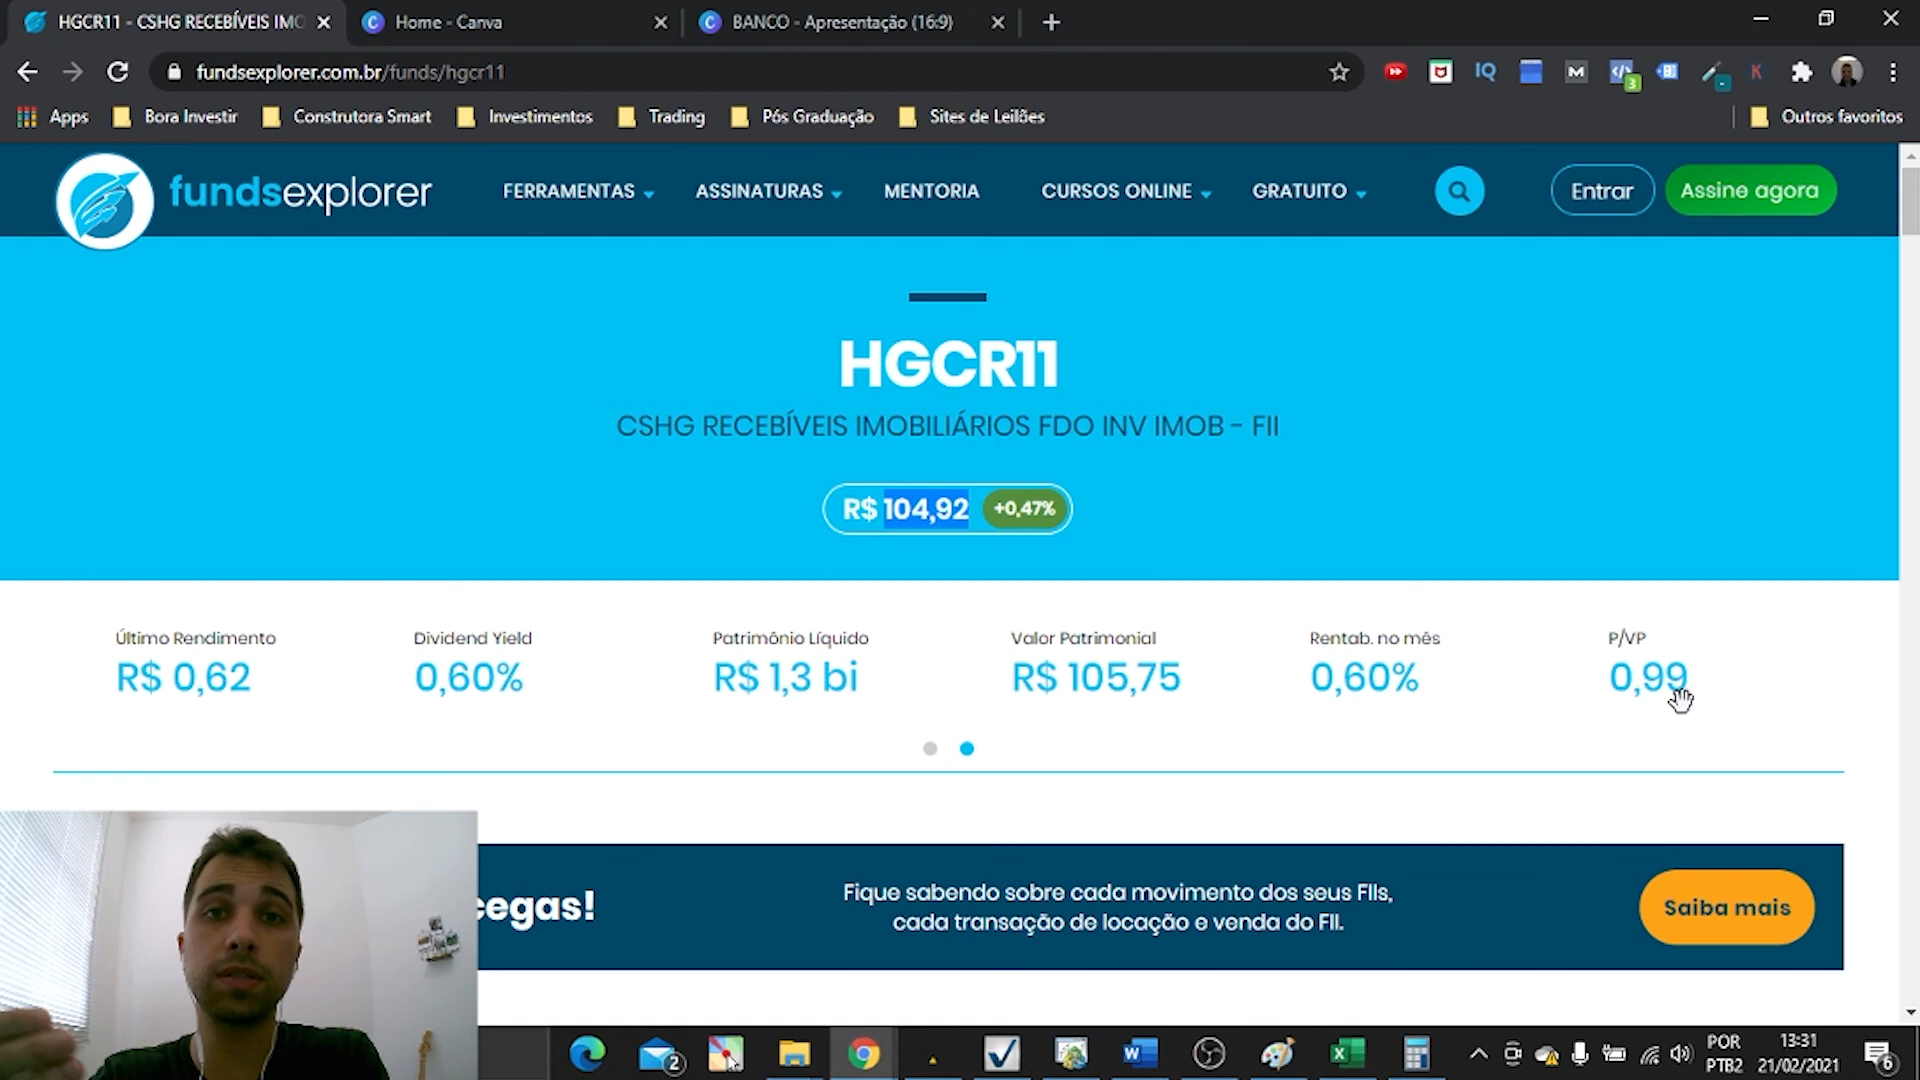 HGCR11 - CSHG RECEBÍVEIS IMO
Home - Canva
BANCO - Apresentação (16:9)
fundsexplorer.com.br/funds/hgcr11
Apps
Bora Investir
Construtora Smart
Investimentos
Trading
Pós Graduação
Sites de Leilões
Outros favoritos
fundsexplorer
FERRAMENTAS
ASSINATURAS
MENTORIA
CURSOS ONLINE
GRATUITO
Entrar
Assine agora
HGCR11
CSHG RECEBÍVEIS IMOBILIÁRIOS FDO INV IMOB - FII
R$ 104,92 +0,47%
Último Rendimento
R$ 0,62
Dividend Yield
0,60%
Patrimônio Líquido
R$ 1,3 bi
Valor Patrimonial
R$ 105,75
Rentab. no mês
0,60%
P/VP
0,99
cegas!
Fique sabendo sobre cada movimento dos seus FIIs,
cada transação de locação e venda do FII.
Saiba mais
POR
PTB2
13:31
21/02/2021
6